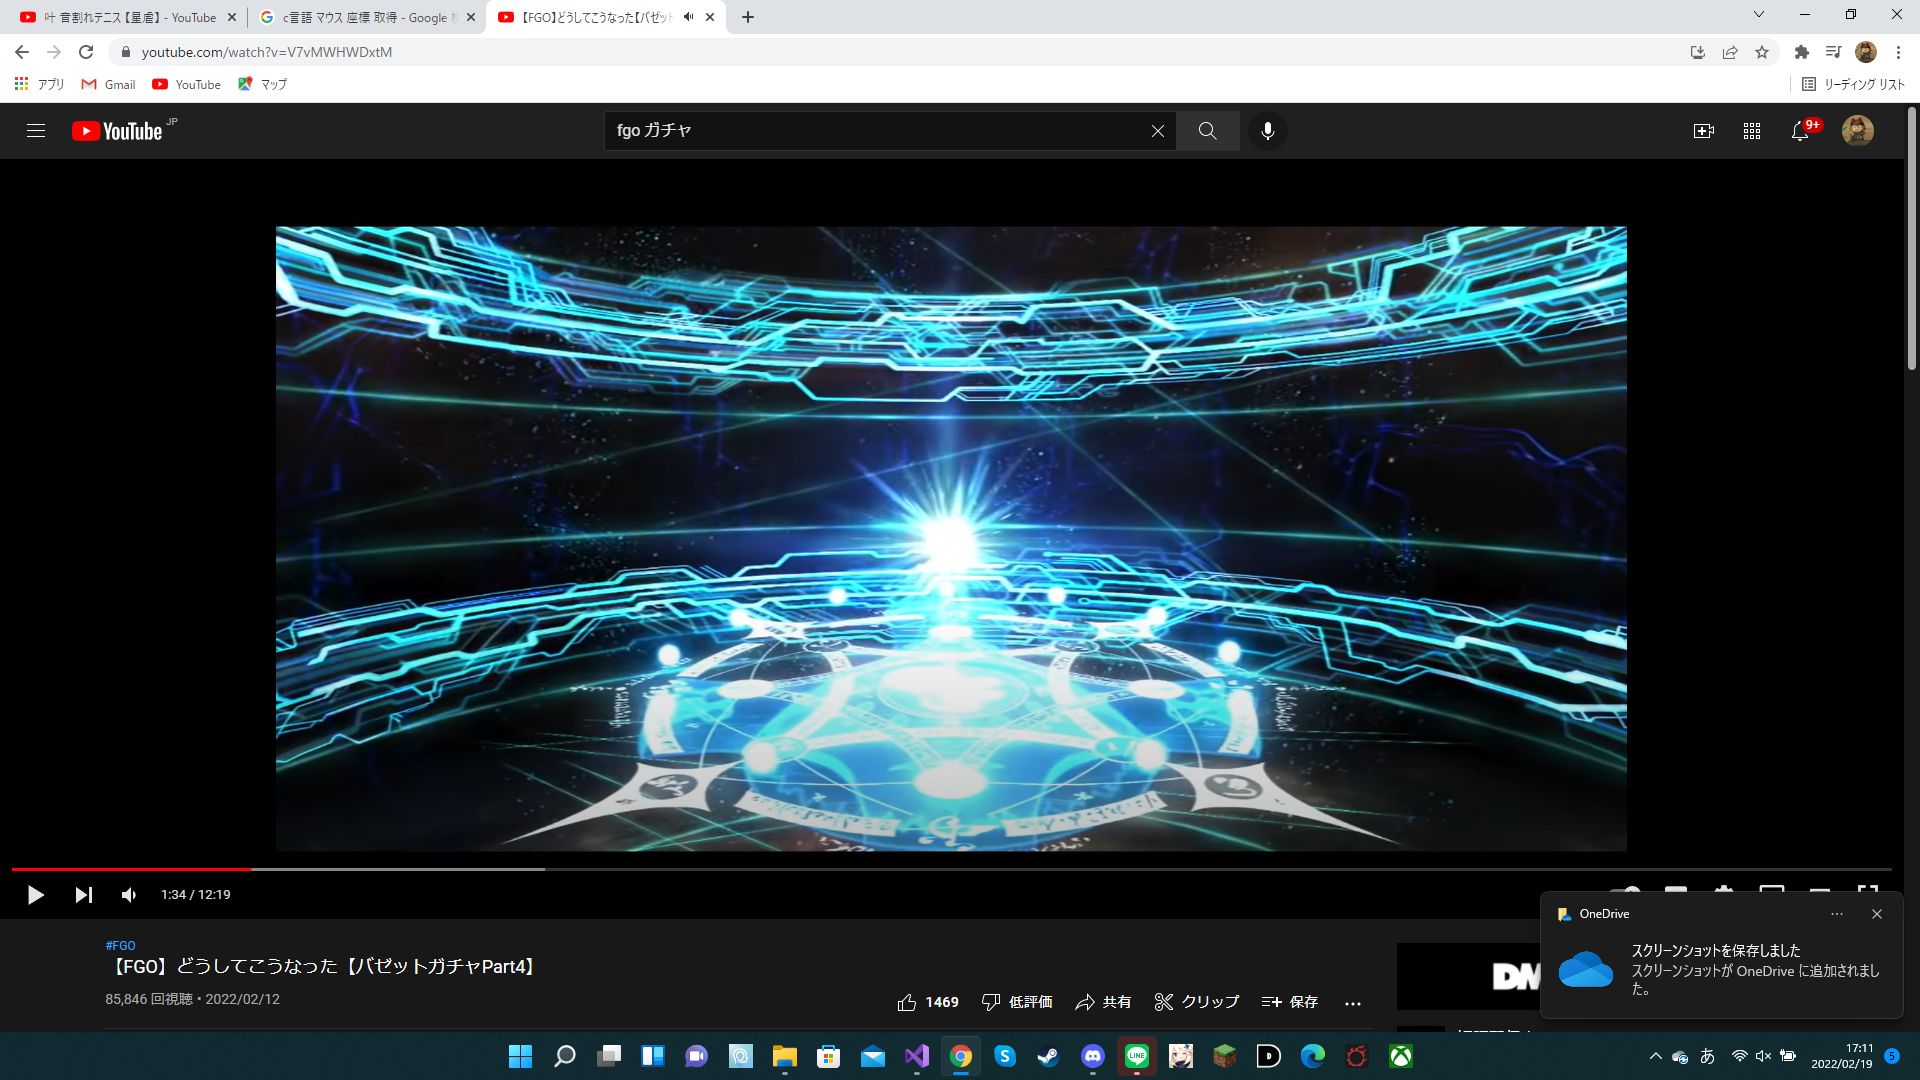 叶 音割れテニス【星虐】 - YouTube
c言語 マウス 座標 取得 - Google
【FGO】どうしてこうなった【バゼット
youtube.com/watch?v=V7vMWHWDxtM
アプリ
Gmail
YouTube
マップ
リーディング リスト
YouTube JP
fgo ガチャ
9+
1:34 / 12:19
#FGO
【FGO】どうしてこうなった【バゼットガチャPart4】
85,846 回視聴・2022/02/12
1469
低評価
共有
クリップ
保存
DM
OneDrive
スクリーンショットを保存しました
スクリーンショットが OneDrive に追加されまし
た。
LINE
あ
17:11
2022/02/19
5